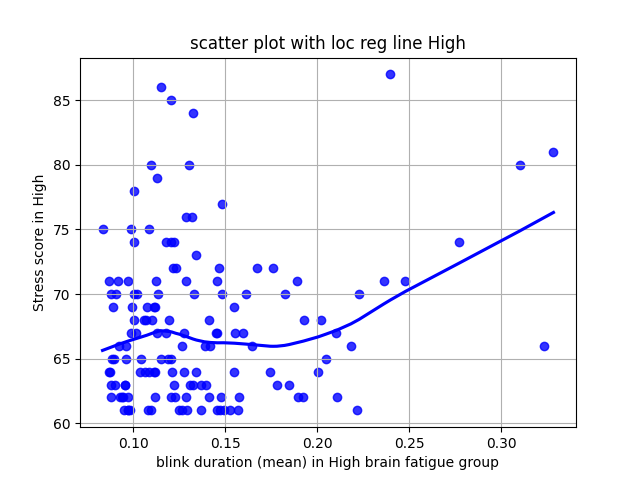 scatter plot with loc reg line High
Stress score in High
85
80
75
70
65
60
0.10 0.15 0.20 0.25 0.30
blink duration (mean) in High brain fatigue group